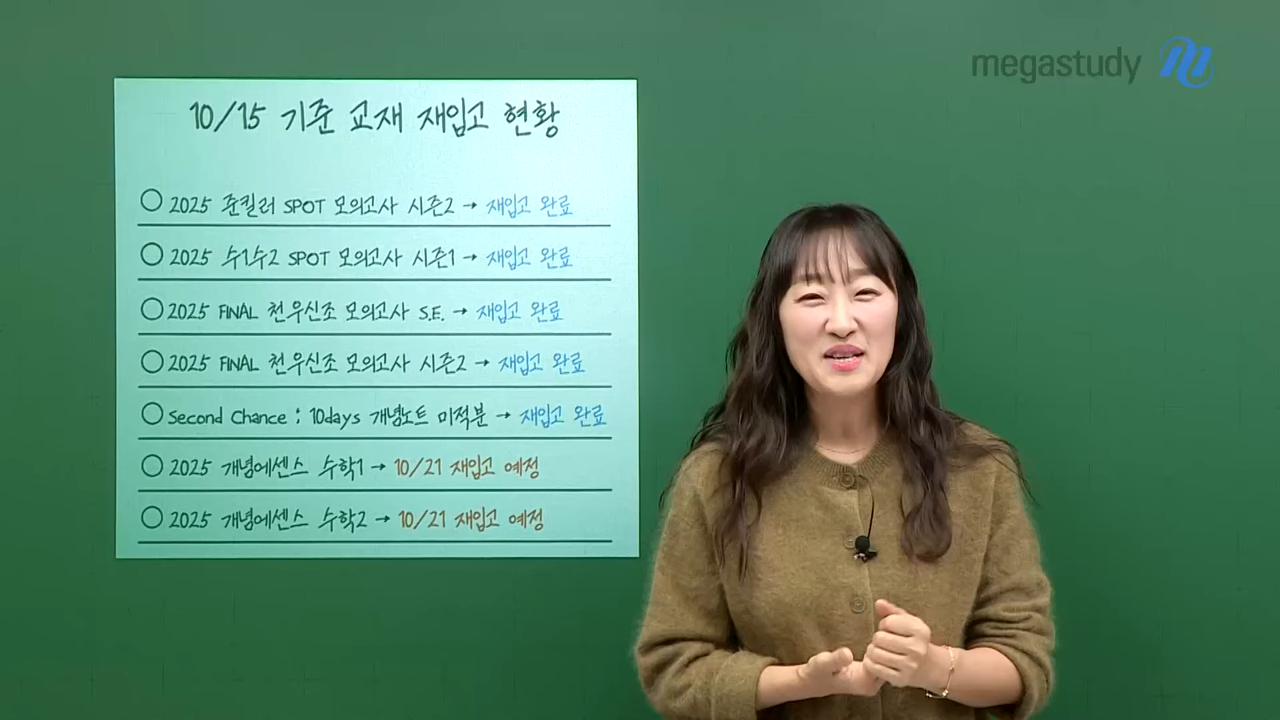 megastudy
10/15 기준 교재 재입고 현황
2025 준킬러 SPOT 모의고사 시즌2 → 재입고 완료
2025 수1수2 SPOT 모의고사 시즌1 → 재입고 완료
2025 FINAL 천우신조 모의고사 S.E. → 재입고 완료
2025 FINAL 천우신조 모의고사 시즌2 → 재입고 완료
Second Chance : 10days 개념노트 미적분 → 재입고 완료
2025 개념에센스 수학1 → 10/21 재입고 예정
2025 개념에센스 수학2 → 10/21 재입고 예정